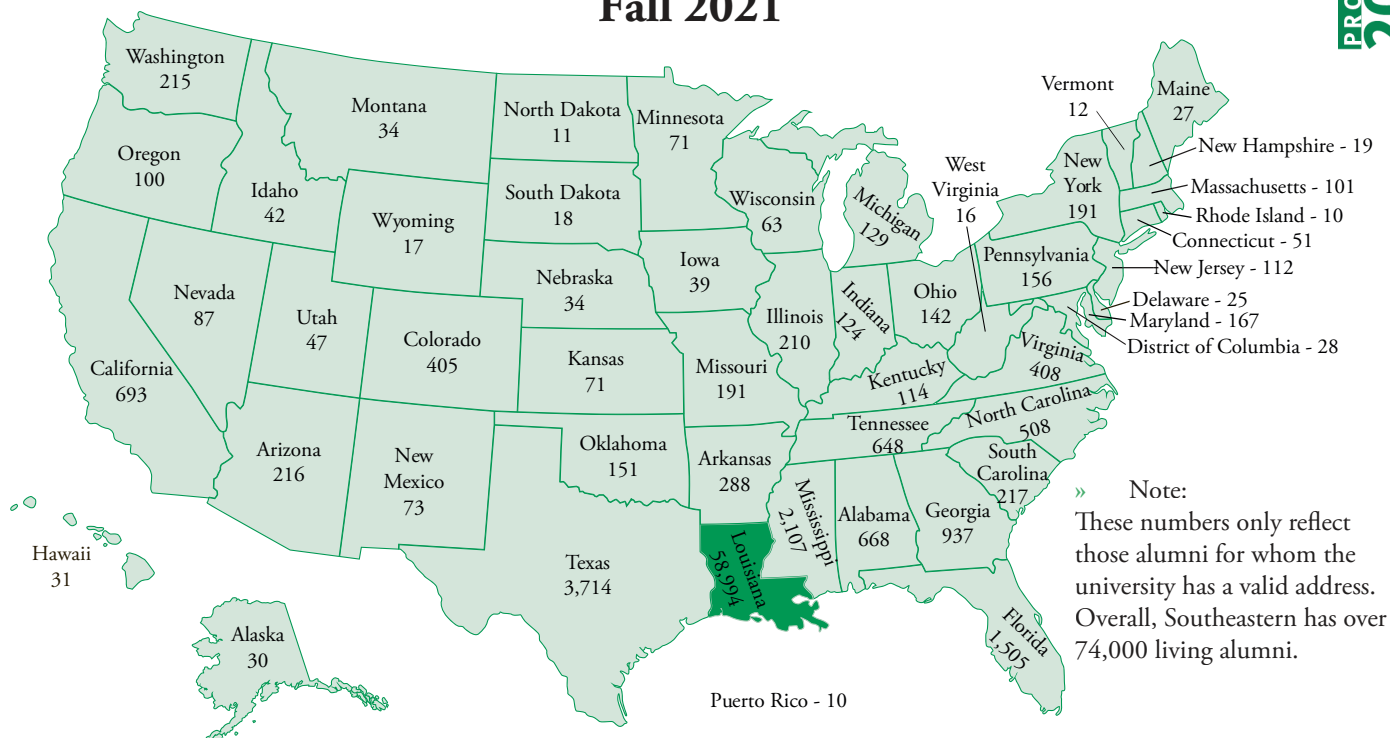 Fall 2021
PRO
20
Washington
215
Montana
34
North Dakota
11
Minnesota
71
Vermont
12
Maine
27
Oregon
100
Idaho
42
Wyoming
17
South Dakota
18
Wisconsin
63
Michigan
129
West
Virginia
16
New
York
191
New Hampshire - 19
Massachusetts - 101
Rhode Island - 10
Connecticut - 51
New Jersey - 112
Delaware - 25
Maryland - 167
District of Columbia - 28
Nevada
87
Utah
47
Colorado
405
Nebraska
34
Iowa
39
Illinois
210
Indiana
124
Ohio
142
Pennsylvania
156
California
693
Kansas
71
Missouri
191
Kentucky
114
Virginia
408
Arizona
216
New
Mexico
73
Oklahoma
151
Arkansas
288
Tennessee
648
North Carolina
508
South
Carolina
217
Texas
3,714
Louisiana
58,994
Mississippi
2,107
Alabama
668
Georgia
937
Florida
1,505
Hawaii
31
Alaska
30
Puerto Rico - 10
» Note:
These numbers only reflect
those alumni for whom the
university has a valid address.
Overall, Southeastern has over
74,000 living alumni.